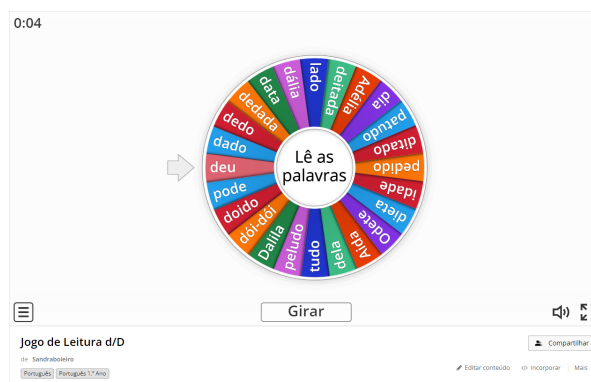 0:04
Lê as
palavras
lado
deitada
Adélia
dia
patudo
ditado
pedido
idade
dieta
Odete
Aida
dela
tudo
peludo
Dalila
dói-dói
doido
pode
deu
dado
dedo
dedada
data
dália
Girar
Jogo de Leitura d/D
Compartilhar
de Sandraboleiro
Português Português 1.º Ano
Editar conteúdo Incorporar Mais